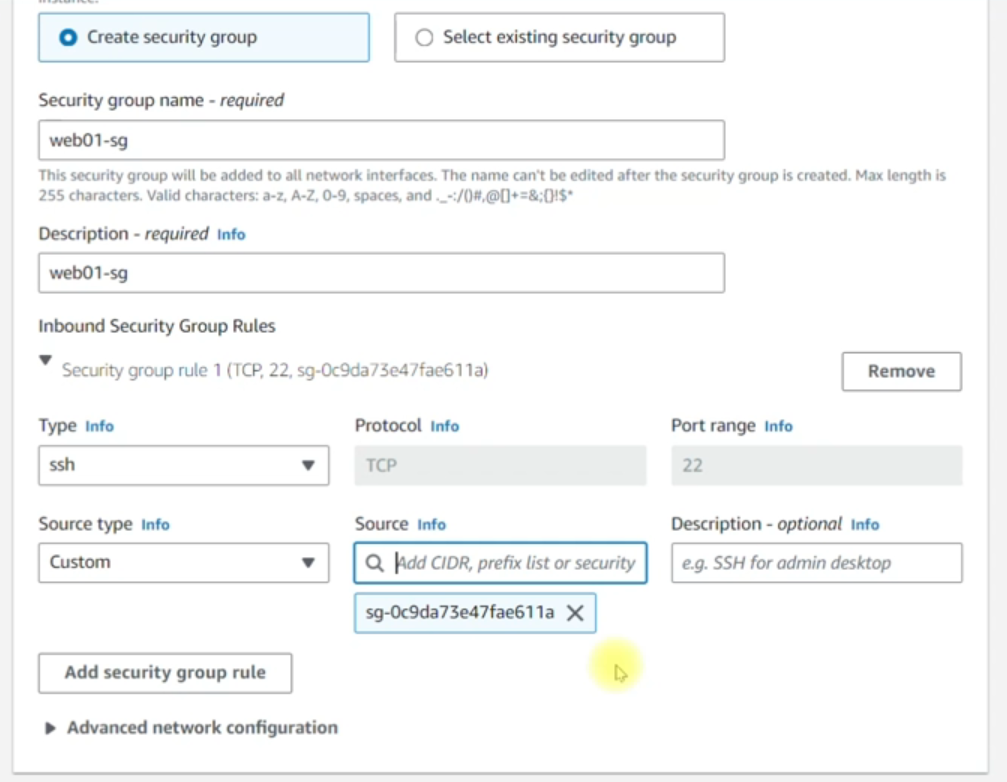 instance.
Create security group
Select existing security group
Security group name - required
web01-sg
This security group will be added to all network interfaces. The name can't be edited after the security group is created. Max length is
255 characters. Valid characters: a-z, A-Z, 0-9, spaces, and ._-:/()#,@[]+=&;{}!$*
Description - required Info
web01-sg
Inbound Security Group Rules
Security group rule 1 (TCP, 22, sg-0c9da73e47fae611a)
Remove
Type Info
Protocol Info
Port range Info
ssh
TCP
22
Source type Info
Source Info
Description - optional Info
Custom
Add CIDR, prefix list or security
e.g. SSH for admin desktop
sg-0c9da73e47fae611a
Add security group rule
Advanced network configuration